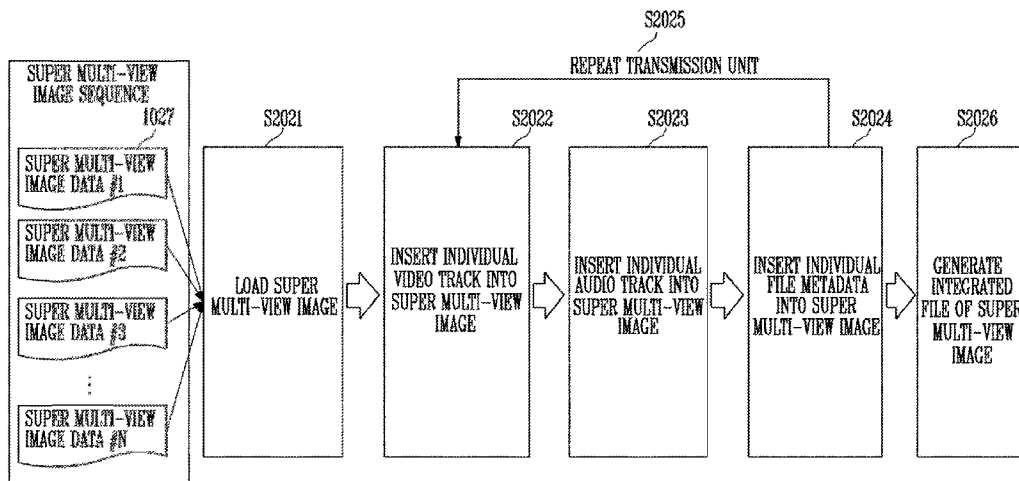 S2025
REPEAT TRANSMISSION UNIT
SUPER MULTI-VIEW
IMAGE SEQUENCE
1027
SUPER MULTI-VIEW
IMAGE DATA #1
SUPER MULTI-VIEW
IMAGE DATA #2
SUPER MULTI-VIEW
IMAGE DATA #3
⋮
SUPER MULTI-VIEW
IMAGE DATA #N
S2021
LOAD SUPER
MULTI-VIEW IMAGE
S2022
INSERT INDIVIDUAL
VIDEO TRACK INTO
SUPER MULTI-VIEW
IMAGE
S2023
INSERT INDIVIDUAL
AUDIO TRACK INTO
SUPER MULTI-VIEW
IMAGE
S2024
INSERT INDIVIDUAL
FILE METADATA
INTO SUPER
MULTI-VIEW IMAGE
S2026
GENERATE
INTEGRATED
FILE OF SUPER
MULTI-VIEW
IMAGE